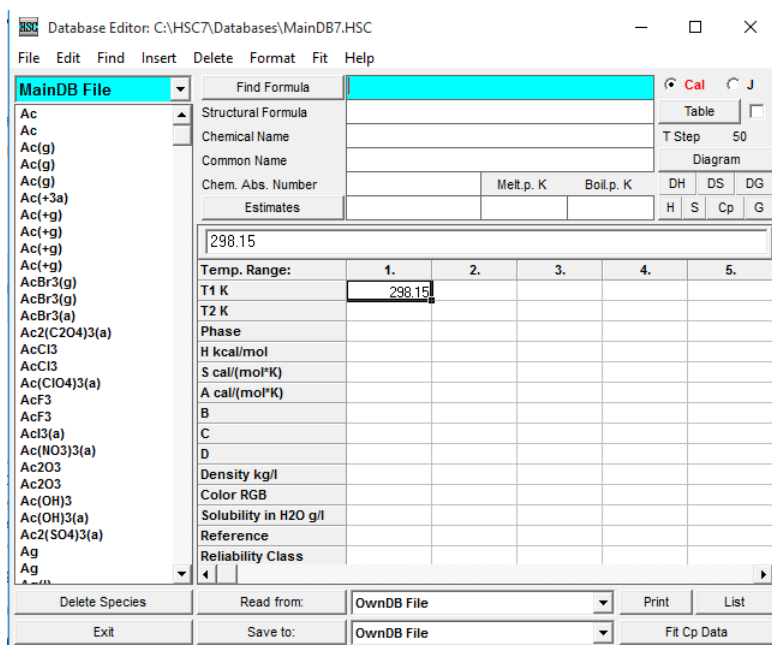 HSC Database Editor: C:\HSC7\Databases\MainDB7.HSC
File Edit Find Insert Delete Format Fit Help
MainDB File
Ac
Ac
Ac(g)
Ac(g)
Ac(g)
Ac(+3a)
Ac(+g)
Ac(+g)
Ac(+g)
Ac(+g)
AcBr3(g)
AcBr3(g)
AcBr3(a)
Ac2(C2O4)3(a)
AcCl3
AcCl3
Ac(ClO4)3(a)
AcF3
AcF3
AcI3(a)
Ac(NO3)3(a)
Ac2O3
Ac2O3
Ac(OH)3
Ac(OH)3(a)
Ac2(SO4)3(a)
Ag
Ag
Find Formula
Structural Formula
Chemical Name
Common Name
Chem. Abs. Number Melt.p. K Boil.p. K
Estimates
Cal J
Table
T Step 50
Diagram
DH DS DG
H S Cp G
298.15
Temp. Range: 1. 2. 3. 4. 5.
T1 K 298.15
T2 K
Phase
H kcal/mol
S cal/(mol*K)
A cal/(mol*K)
B
C
D
Density kg/l
Color RGB
Solubility in H2O g/l
Reference
Reliability Class
Delete Species Read from: OwnDB File Print List
Exit Save to: OwnDB File Fit Cp Data